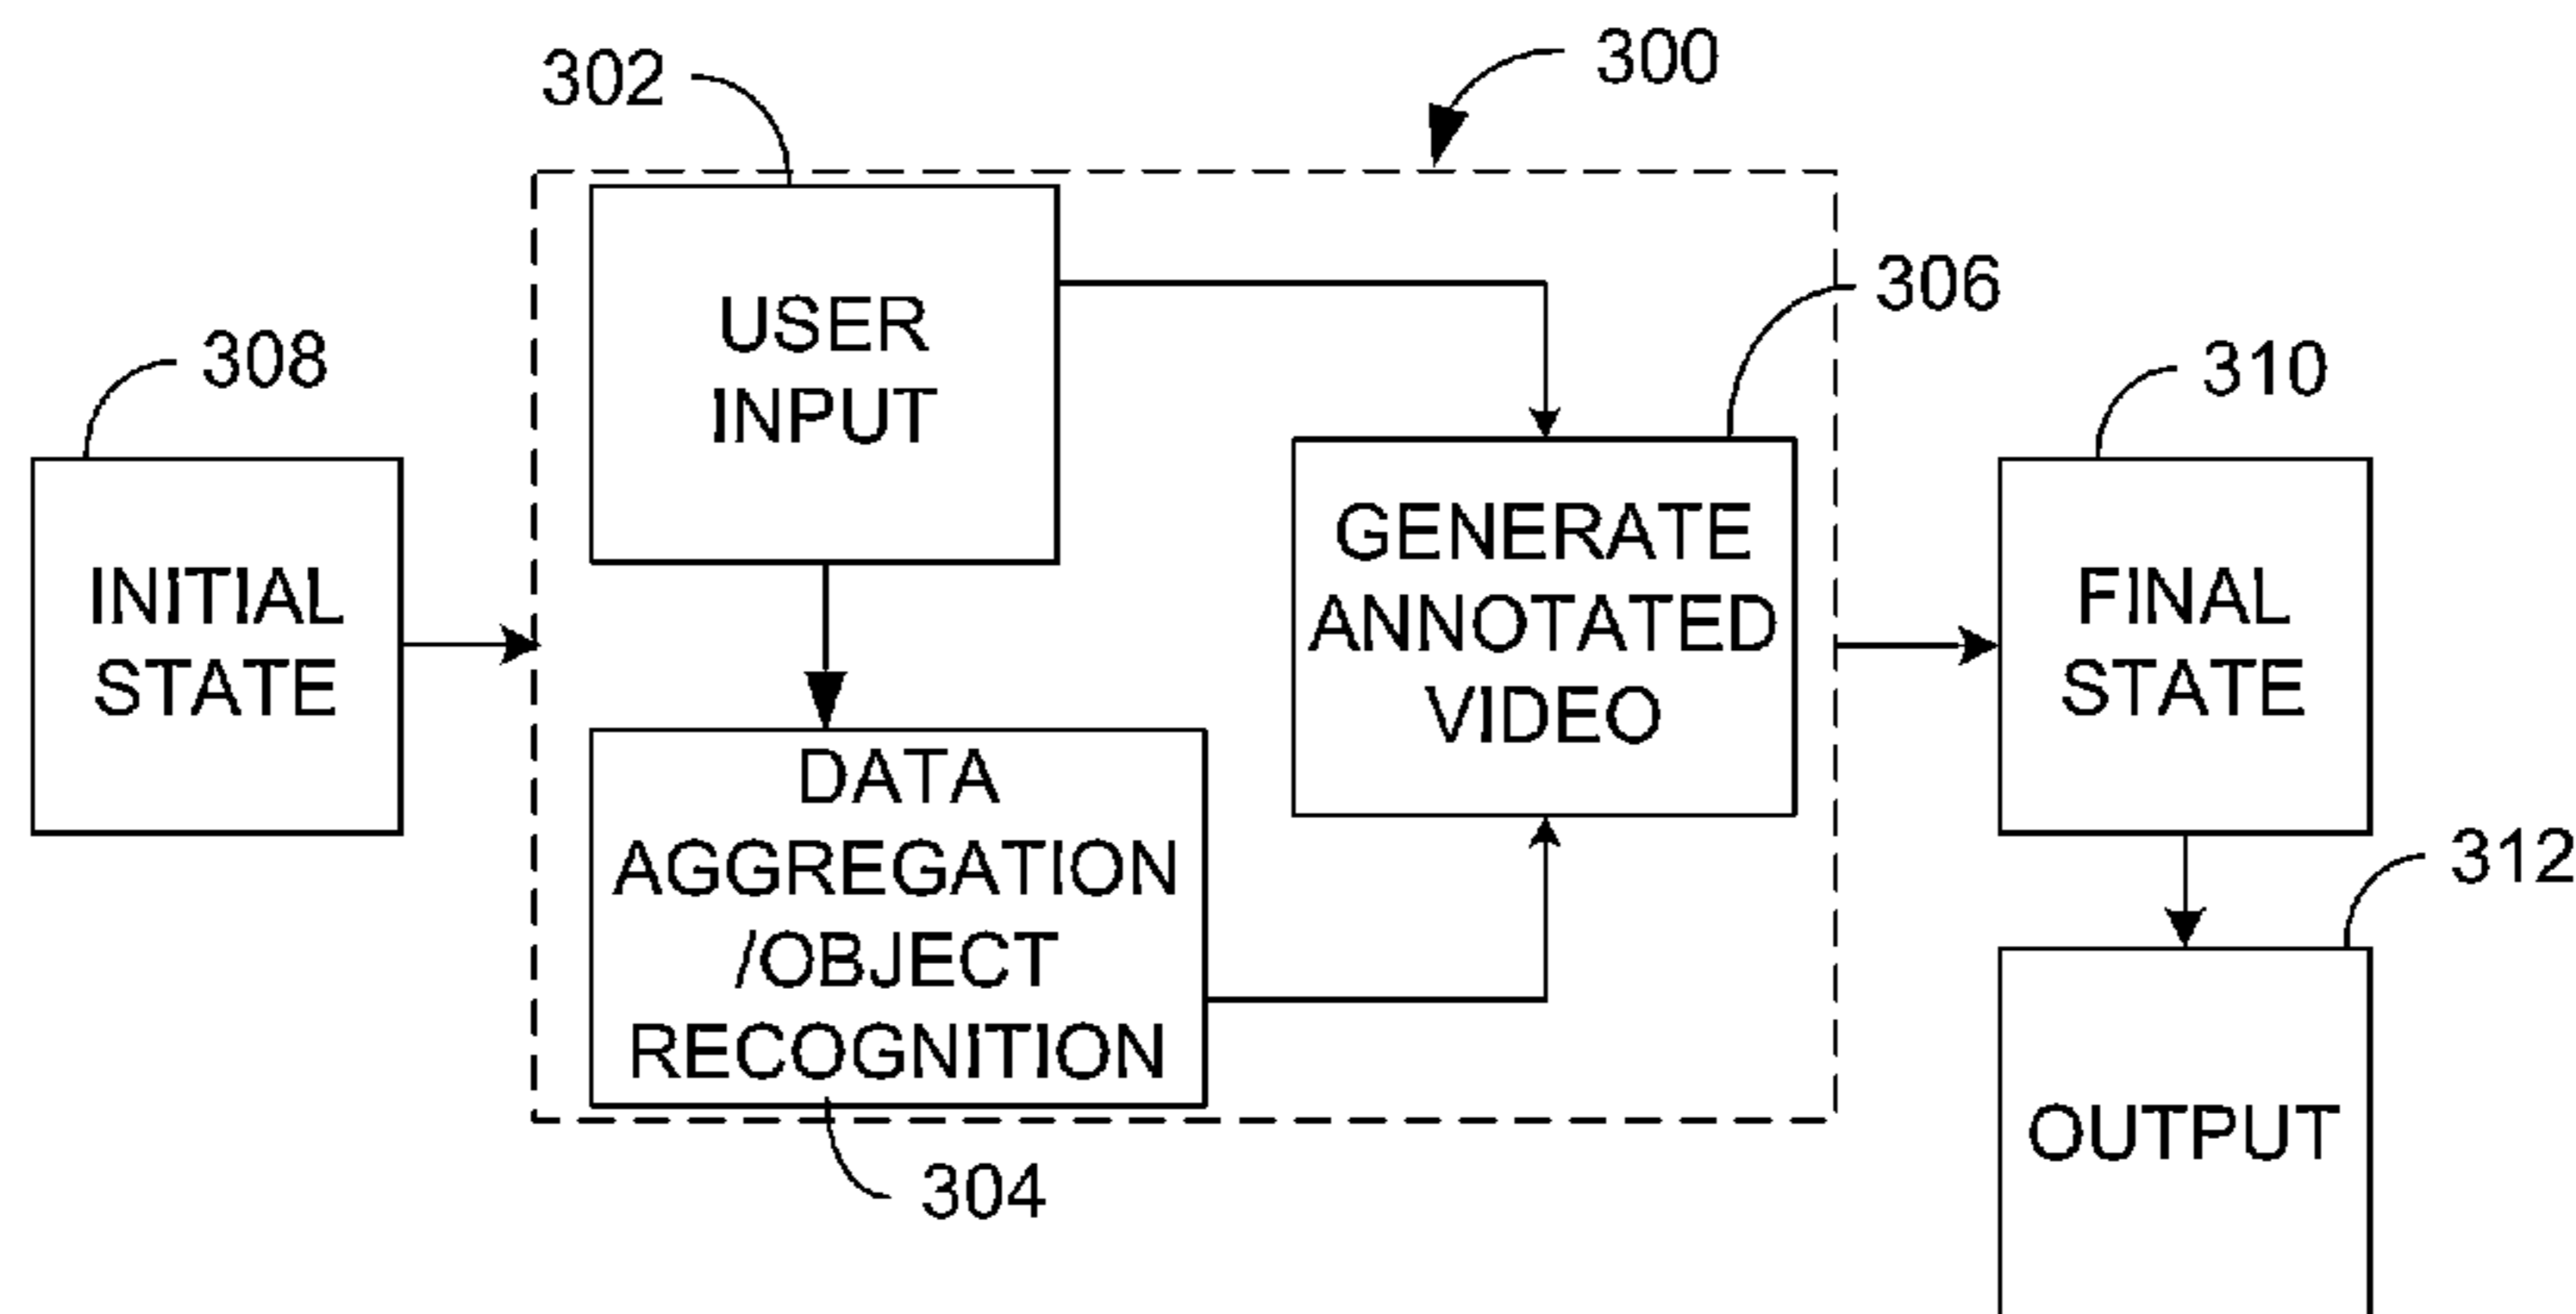 300
302
306
308
310
USER
INPUT
INITIAL
STATE
GENERATE
ANNOTATED
VIDEO
FINAL
STATE
DATA
AGGREGATION
/OBJECT
RECOGNITION
312
304
OUTPUT